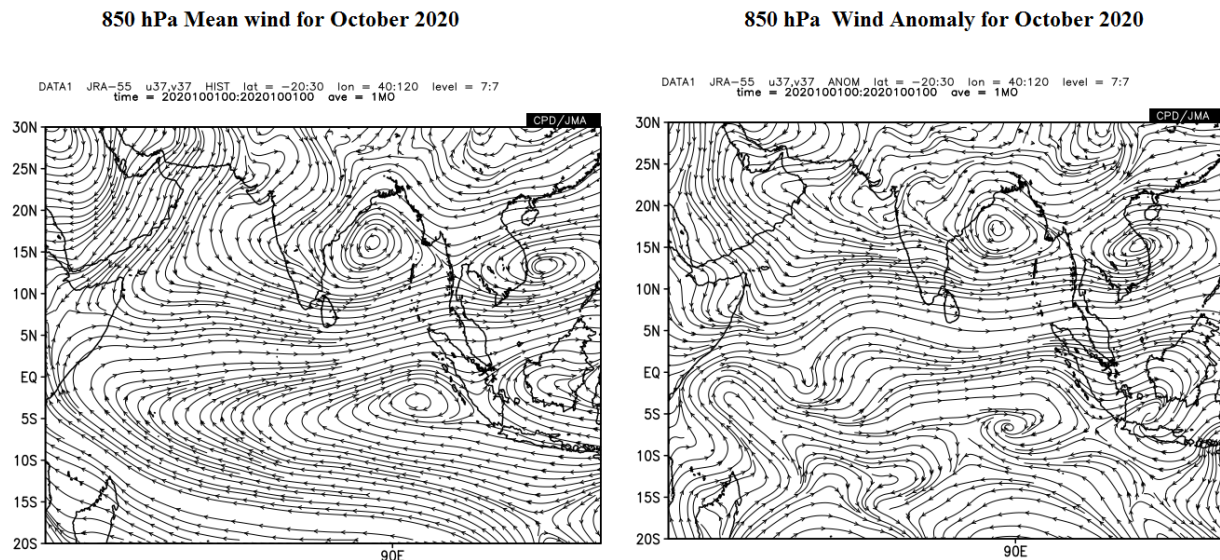 850 hPa Mean wind for October 2020
DATA1 JRA-55 u37,v37 HIST lat = -20:30 lon = 40:120 level = 7:7
time = 2020100100:2020100100 ave = 1MO
CPD/JMA
30N
25N
20N
15N
10N
5N
EQ
5S
10S
15S
20S
90E
850 hPa Wind Anomaly for October 2020
DATA1 JRA-55 u37,v37 ANOM lat = -20:30 lon = 40:120 level = 7:7
time = 2020100100:2020100100 ave = 1MO
CPD/JMA
30N
25N
20N
15N
10N
5N
EQ
5S
10S
15S
20S
90E